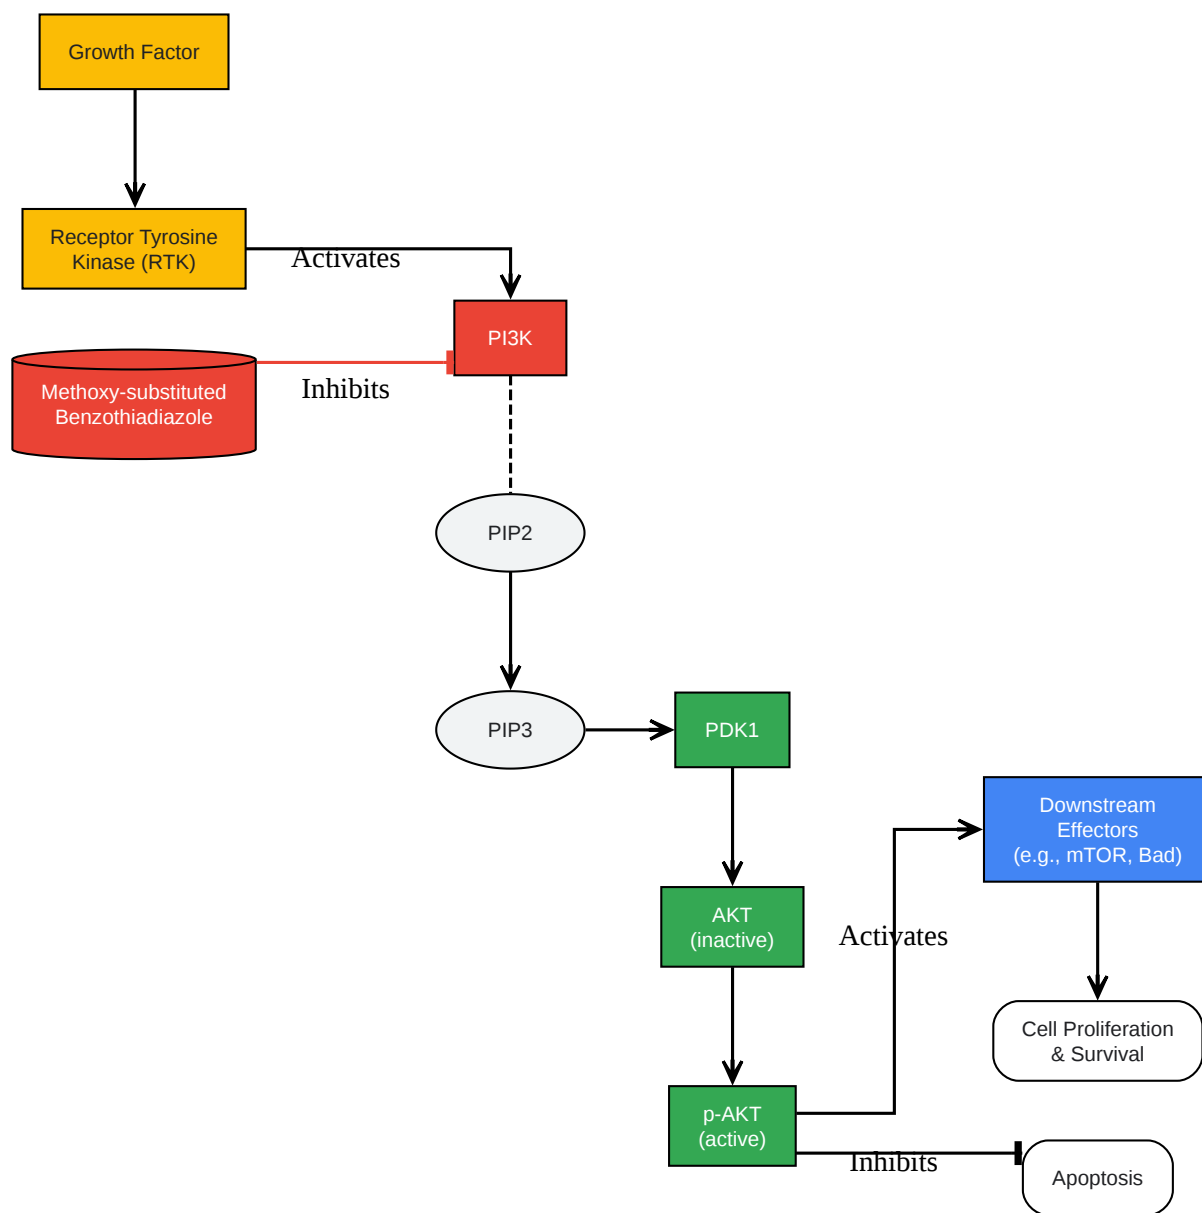 Growth Factor
Receptor Tyrosine
Kinase (RTK)
Activates
PI3K
Methoxy-substituted
Benzothiadiazole
Inhibits
PIP2
PIP3
PDK1
Downstream
Effectors
(e.g., mTOR, Bad)
AKT
(inactive)
Activates
Cell Proliferation
& Survival
p-AKT
(active)
Inhibits
Apoptosis